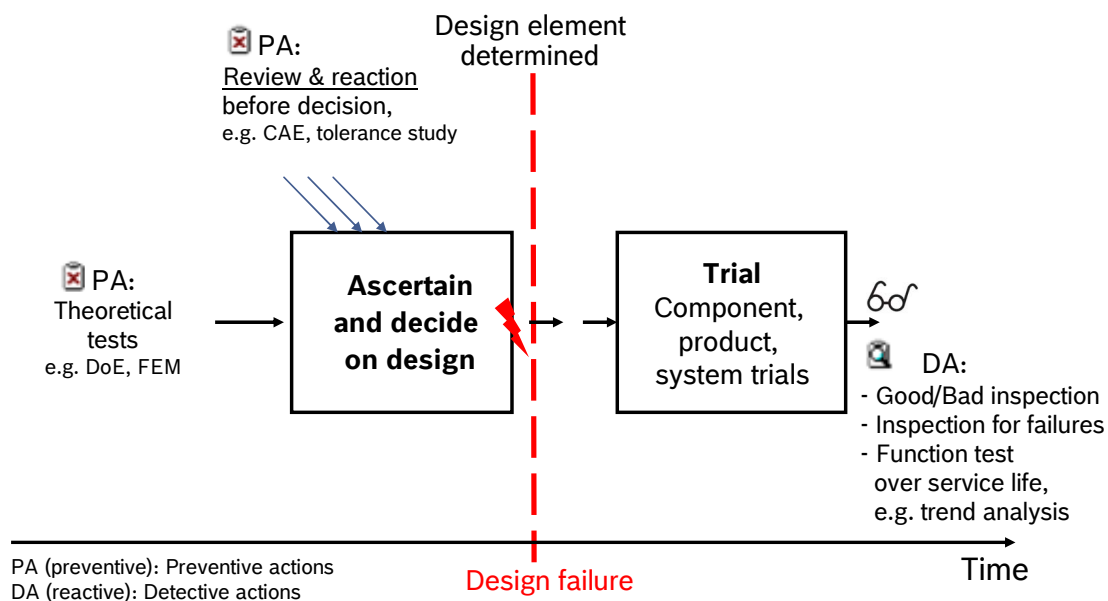 PA:
Review & reaction
before decision,
e.g. CAE, tolerance study
Design element
determined
PA:
Theoretical
tests
e.g. DoE, FEM
Ascertain
and decide
on design
Trial
Component,
product,
system trials
DA:
- Good/Bad inspection
- Inspection for failures
- Function test
over service life,
e.g. trend analysis
Time
PA (preventive): Preventive actions
DA (reactive): Detective actions
Design failure